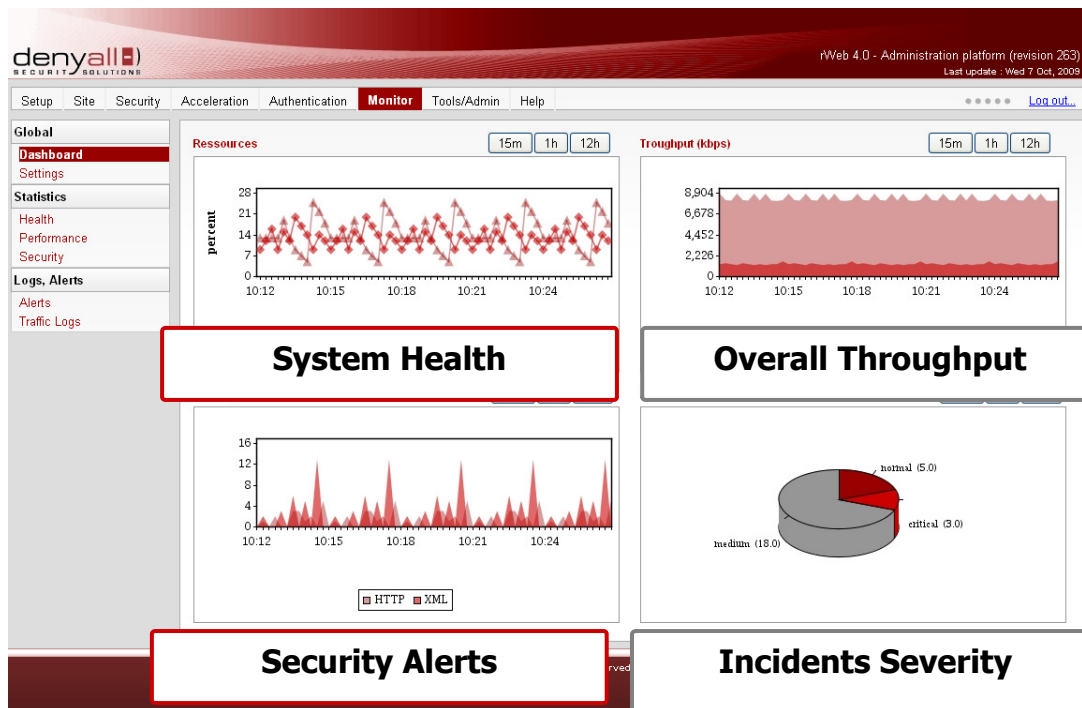 denyall
SECURITY SOLUTIONS
rWeb 4.0 - Administration platform (revision 263)
Last update : Wed 7 Oct, 2009
Setup Site Security Acceleration Authentication Monitor Tools/Admin Help Log out...
Global
Dashboard
Settings
Statistics
Health
Performance
Security
Logs, Alerts
Alerts
Traffic Logs
Ressources 15m 1h 12h
percent
28
21
14
7
0
10:12 10:15 10:18 10:21 10:24
Troughput (kbps) 15m 1h 12h
8,904
6,678
4,452
2,226
0
10:12 10:15 10:18 10:21 10:24
System Health
Overall Throughput
16
12
8
4
0
10:12 10:15 10:18 10:21 10:24
HTTP XML
normal (5.0)
critical (3.0)
medium (18.0)
Security Alerts
Incidents Severity